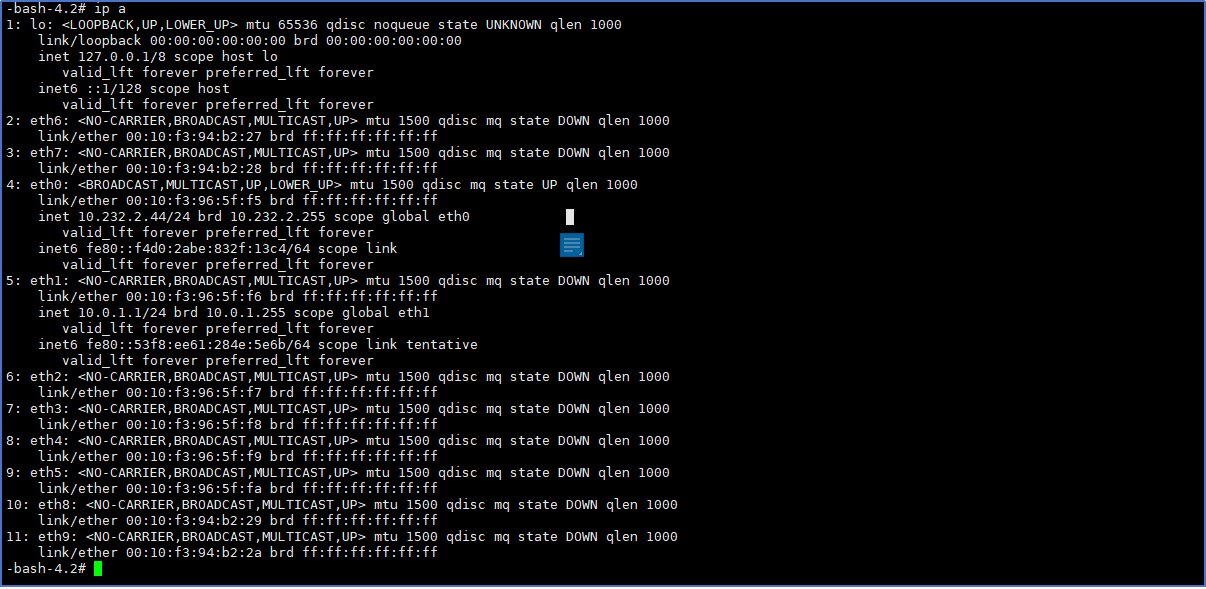 -bash-4.2# ip a
1: lo: <LOOPBACK,UP,LOWER_UP> mtu 65536 qdisc noqueue state UNKNOWN qlen 1000
    link/loopback 00:00:00:00:00:00 brd 00:00:00:00:00:00
    inet 127.0.0.1/8 scope host lo
       valid_lft forever preferred_lft forever
    inet6 ::1/128 scope host
       valid_lft forever preferred_lft forever
2: eth6: <NO-CARRIER,BROADCAST,MULTICAST,UP> mtu 1500 qdisc mq state DOWN qlen 1000
    link/ether 00:10:f3:94:b2:27 brd ff:ff:ff:ff:ff:ff
3: eth7: <NO-CARRIER,BROADCAST,MULTICAST,UP> mtu 1500 qdisc mq state DOWN qlen 1000
    link/ether 00:10:f3:94:b2:28 brd ff:ff:ff:ff:ff:ff
4: eth0: <BROADCAST,MULTICAST,UP,LOWER_UP> mtu 1500 qdisc mq state UP qlen 1000
    link/ether 00:10:f3:96:5f:f5 brd ff:ff:ff:ff:ff:ff
    inet 10.232.2.44/24 brd 10.232.2.255 scope global eth0
       valid_lft forever preferred_lft forever
    inet6 fe80::f4d0:2abe:832f:13c4/64 scope link
       valid_lft forever preferred_lft forever
5: eth1: <NO-CARRIER,BROADCAST,MULTICAST,UP> mtu 1500 qdisc mq state DOWN qlen 1000
    link/ether 00:10:f3:96:5f:f6 brd ff:ff:ff:ff:ff:ff
    inet 10.0.1.1/24 brd 10.0.1.255 scope global eth1
       valid_lft forever preferred_lft forever
    inet6 fe80::53f8:ee61:284e:5e6b/64 scope link tentative
       valid_lft forever preferred_lft forever
6: eth2: <NO-CARRIER,BROADCAST,MULTICAST,UP> mtu 1500 qdisc mq state DOWN qlen 1000
    link/ether 00:10:f3:96:5f:f7 brd ff:ff:ff:ff:ff:ff
7: eth3: <NO-CARRIER,BROADCAST,MULTICAST,UP> mtu 1500 qdisc mq state DOWN qlen 1000
    link/ether 00:10:f3:96:5f:f8 brd ff:ff:ff:ff:ff:ff
8: eth4: <NO-CARRIER,BROADCAST,MULTICAST,UP> mtu 1500 qdisc mq state DOWN qlen 1000
    link/ether 00:10:f3:96:5f:f9 brd ff:ff:ff:ff:ff:ff
9: eth5: <NO-CARRIER,BROADCAST,MULTICAST,UP> mtu 1500 qdisc mq state DOWN qlen 1000
    link/ether 00:10:f3:96:5f:fa brd ff:ff:ff:ff:ff:ff
10: eth8: <NO-CARRIER,BROADCAST,MULTICAST,UP> mtu 1500 qdisc mq state DOWN qlen 1000
    link/ether 00:10:f3:94:b2:29 brd ff:ff:ff:ff:ff:ff
11: eth9: <NO-CARRIER,BROADCAST,MULTICAST,UP> mtu 1500 qdisc mq state DOWN qlen 1000
    link/ether 00:10:f3:94:b2:2a brd ff:ff:ff:ff:ff:ff
-bash-4.2#